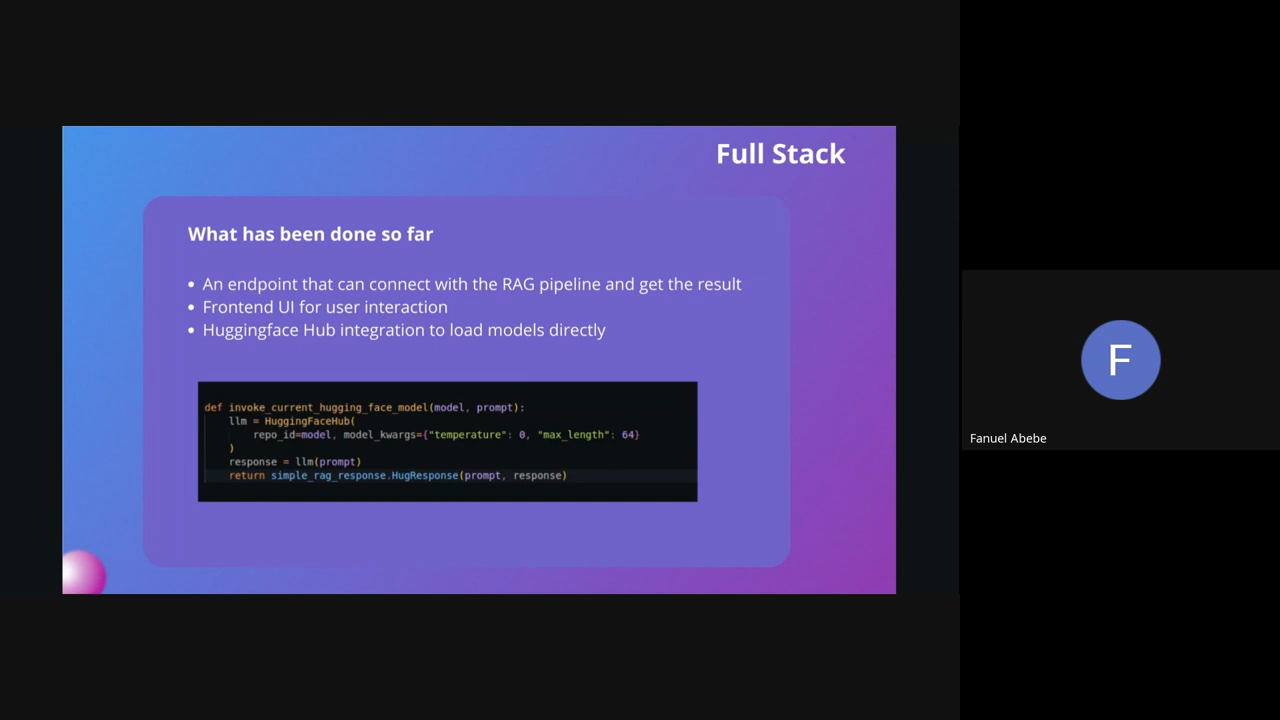 Full Stack
What has been done so far
• An endpoint that can connect with the RAG pipeline and get the result
• Frontend UI for user interaction
• Huggingface Hub integration to load models directly
def invoke_current_hugging_face_model(model, prompt):
    llm = HuggingFaceHub(
        repo_id=model, model_kwargs={"temperature": 0, "max_length": 64}
    )
    response = llm(prompt)
    return simple_rag_response.HugResponse(prompt, response)
F
Fanuel Abebe